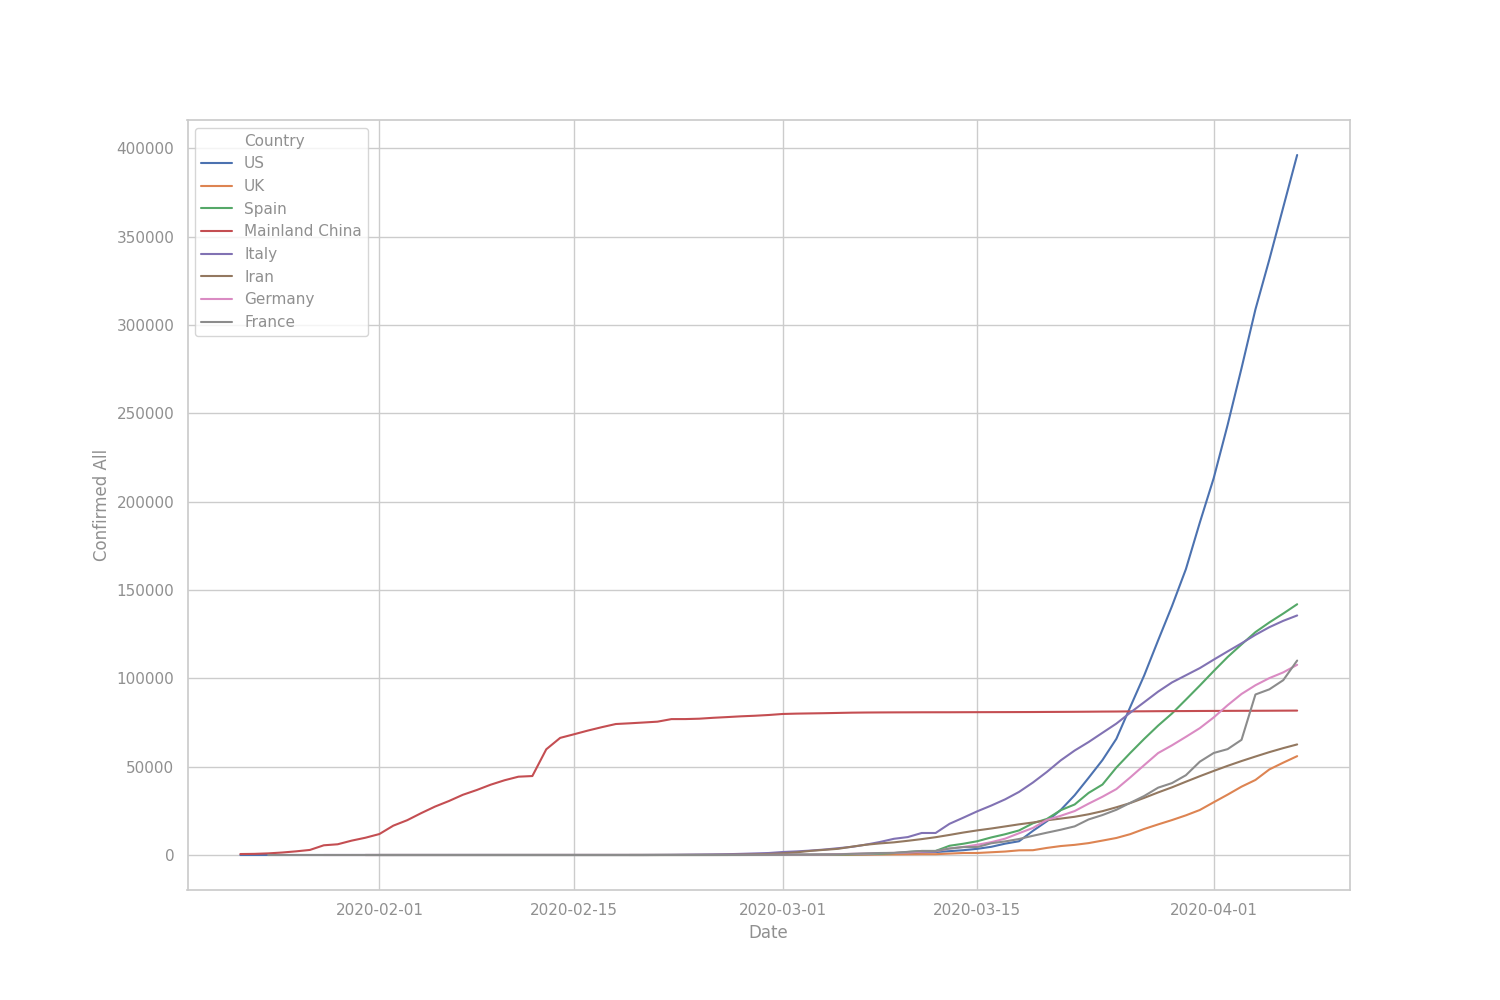 Country
US
UK
Spain
Mainland China
Italy
Iran
Germany
France
400000
350000
300000
250000
200000
150000
100000
50000
0
Confirmed All
2020-02-01
2020-02-15
2020-03-01
2020-03-15
2020-04-01
Date